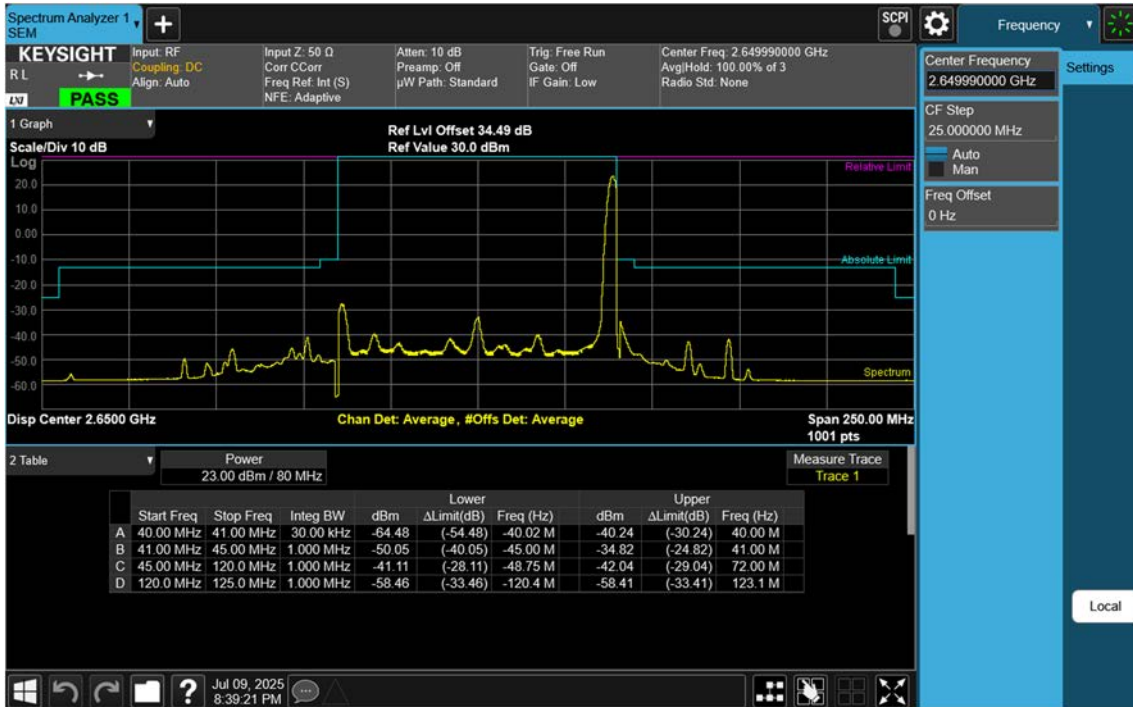 Spectrum Analyzer 1
SEM
SCPI
Frequency
KEYSIGHT
R L
LXI
PASS
Input: RF
Coupling: DC
Align: Auto
Input Z: 50 Ω
Corr CCorr
Freq Ref: Int (S)
NFE: Adaptive
Atten: 10 dB
Preamp: Off
µW Path: Standard
Trig: Free Run
Gate: Off
IF Gain: Low
Center Freq: 2.649990000 GHz
Avg|Hold: 100.00% of 3
Radio Std: None
Center Frequency
2.649990000 GHz
Settings
CF Step
25.000000 MHz
Auto
Man
Freq Offset
0 Hz
1 Graph
Scale/Div 10 dB
Ref Lvl Offset 34.49 dB
Ref Value 30.0 dBm
Log
20.0
10.0
0.00
-10.0
-20.0
-30.0
-40.0
-50.0
-60.0
Relative Limit
Absolute Limit
Spectrum
Disp Center 2.6500 GHz
Chan Det: Average, #Offs Det: Average
Span 250.00 MHz
1001 pts
2 Table
Power
23.00 dBm / 80 MHz
Measure Trace
Trace 1
Lower Upper
Start Freq Stop Freq Integ BW dBm ΔLimit(dB) Freq (Hz) dBm ΔLimit(dB) Freq (Hz)
A 40.00 MHz 41.00 MHz 30.00 kHz -64.48 (-54.48) -40.02 M -40.24 (-30.24) 40.00 M
B 41.00 MHz 45.00 MHz 1.000 MHz -50.05 (-40.05) -45.00 M -34.82 (-24.82) 41.00 M
C 45.00 MHz 120.0 MHz 1.000 MHz -41.11 (-28.11) -48.75 M -42.04 (-29.04) 72.00 M
D 120.0 MHz 125.0 MHz 1.000 MHz -58.46 (-33.46) -120.4 M -58.41 (-33.41) 123.1 M
Local
?
Jul 09, 2025
8:39:21 PM